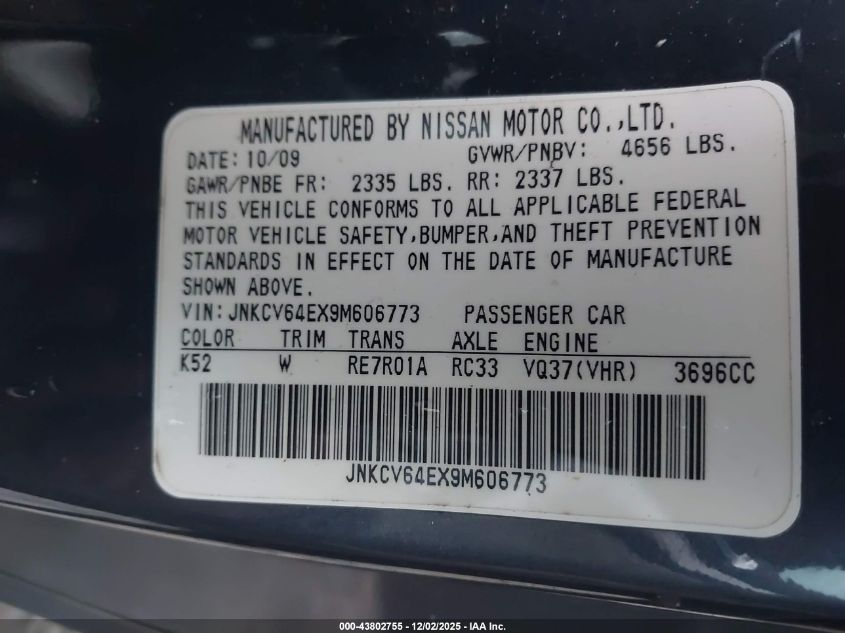 MANUFACTURED BY NISSAN MOTOR CO.,LTD.
DATE: 10/09 GVWR/PNBV: 4656 LBS.
GAWR/PNBE FR: 2335 LBS. RR: 2337 LBS.
THIS VEHICLE CONFORMS TO ALL APPLICABLE FEDERAL
MOTOR VEHICLE SAFETY,BUMPER,AND THEFT PREVENTION
STANDARDS IN EFFECT ON THE DATE OF MANUFACTURE
SHOWN ABOVE.
VIN:JNKCV64EX9M606773 PASSENGER CAR
COLOR TRIM TRANS AXLE ENGINE
K52 W RE7R01A RC33 VQ37(VHR) 3696CC
JNKCV64EX9M606773
000-43802755 - 12/02/2025 - IAA Inc.